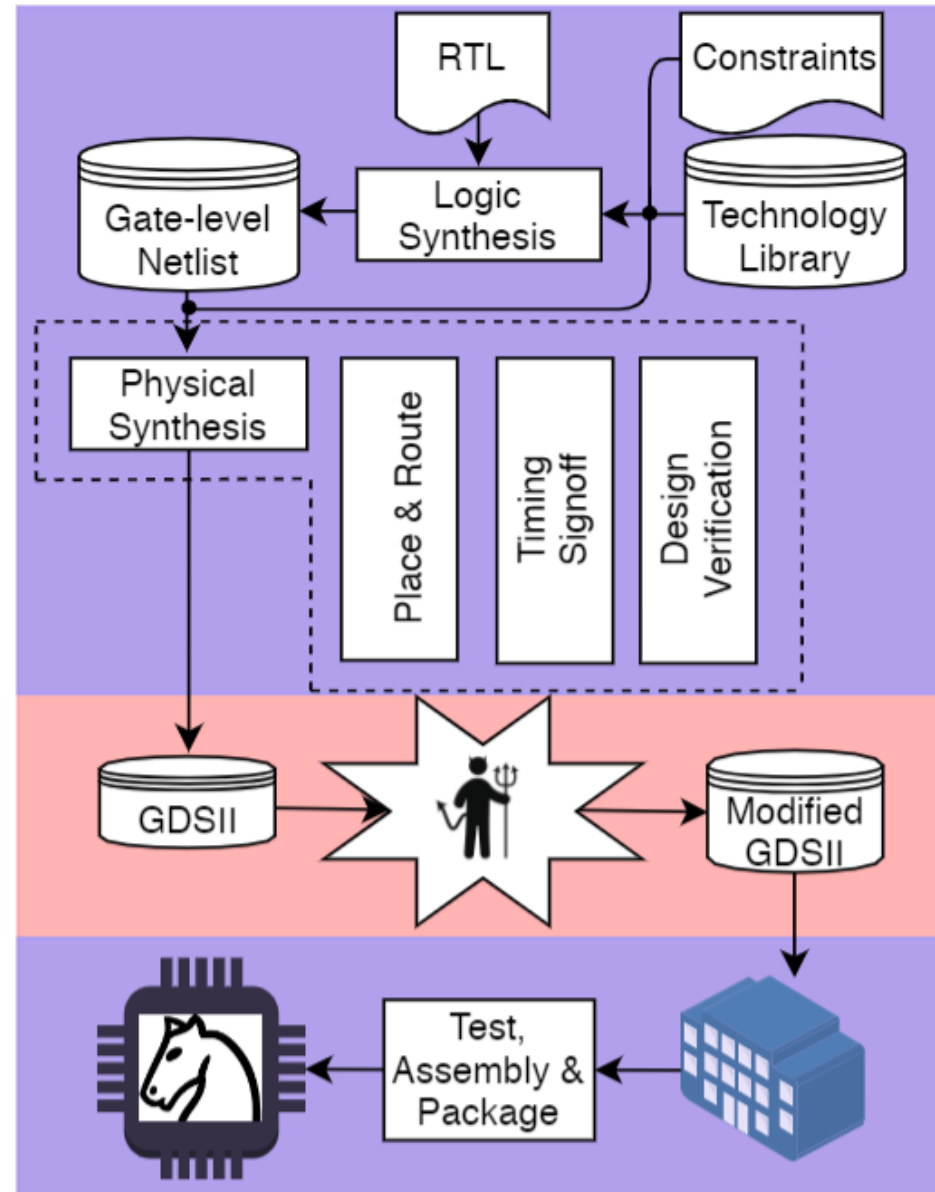 RTL
Constraints
Gate-level
Netlist
Logic
Synthesis
Technology
Library
Physical
Synthesis
Place & Route
Timing
Signoff
Design
Verification
GDSII
Modified
GDSII
Test,
Assembly &
Package